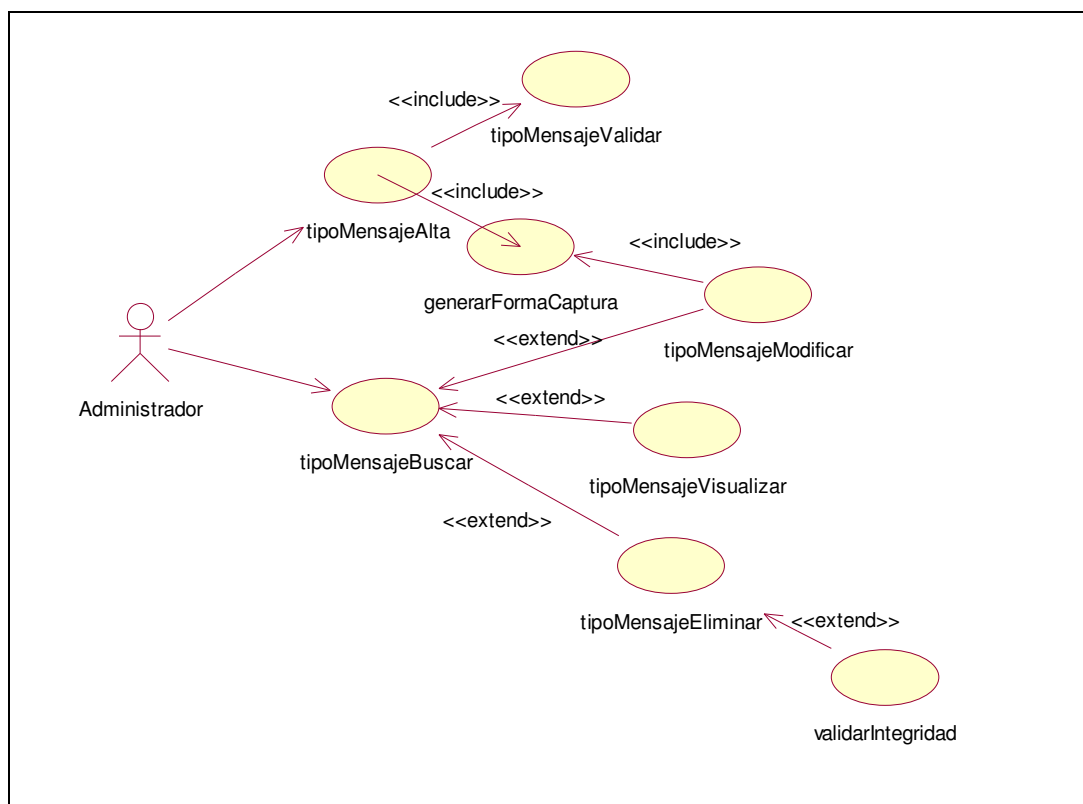 <<include>>
tipoMensajeValidar
<<include>>
tipoMensajeAlta
<<include>>
generarFormaCaptura
<<extend>>
tipoMensajeModificar
Administrador
<<extend>>
tipoMensajeBuscar
tipoMensajeVisualizar
<<extend>>
tipoMensajeEliminar
<<extend>>
validarIntegridad